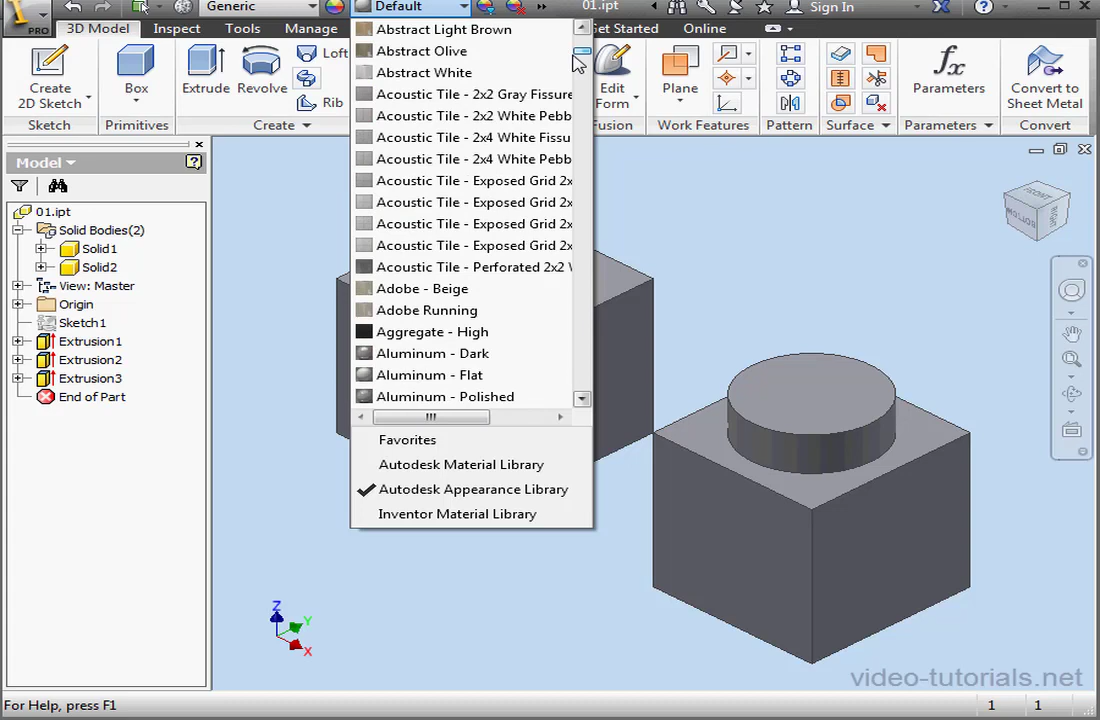 Generic
Default
01.ipt
Sign In
PRO
3D Model
Inspect
Tools
Manage
Get Started
Online
Create
2D Sketch
Box
Extrude
Revolve
Loft
Rib
Edit
Form
Plane
Parameters
Convert to
Sheet Metal
Sketch
Primitives
Create
Fusion
Work Features
Pattern
Surface
Parameters
Convert
Model
01.ipt
Solid Bodies(2)
Solid1
Solid2
View: Master
Origin
Sketch1
Extrusion1
Extrusion2
Extrusion3
End of Part
Abstract Light Brown
Abstract Olive
Abstract White
Acoustic Tile - 2x2 Gray Fissure
Acoustic Tile - 2x2 White Pebb
Acoustic Tile - 2x4 White Fissu
Acoustic Tile - 2x4 White Pebb
Acoustic Tile - Exposed Grid 2x
Acoustic Tile - Exposed Grid 2x
Acoustic Tile - Exposed Grid 2x
Acoustic Tile - Exposed Grid 2x
Acoustic Tile - Perforated 2x2 W
Adobe - Beige
Adobe Running
Aggregate - High
Aluminum - Dark
Aluminum - Flat
Aluminum - Polished
Favorites
Autodesk Material Library
Autodesk Appearance Library
Inventor Material Library
FRONT
RIGHT
BOTTOM
Z
Y
X
video-tutorials.net
For Help, press F1
1
1